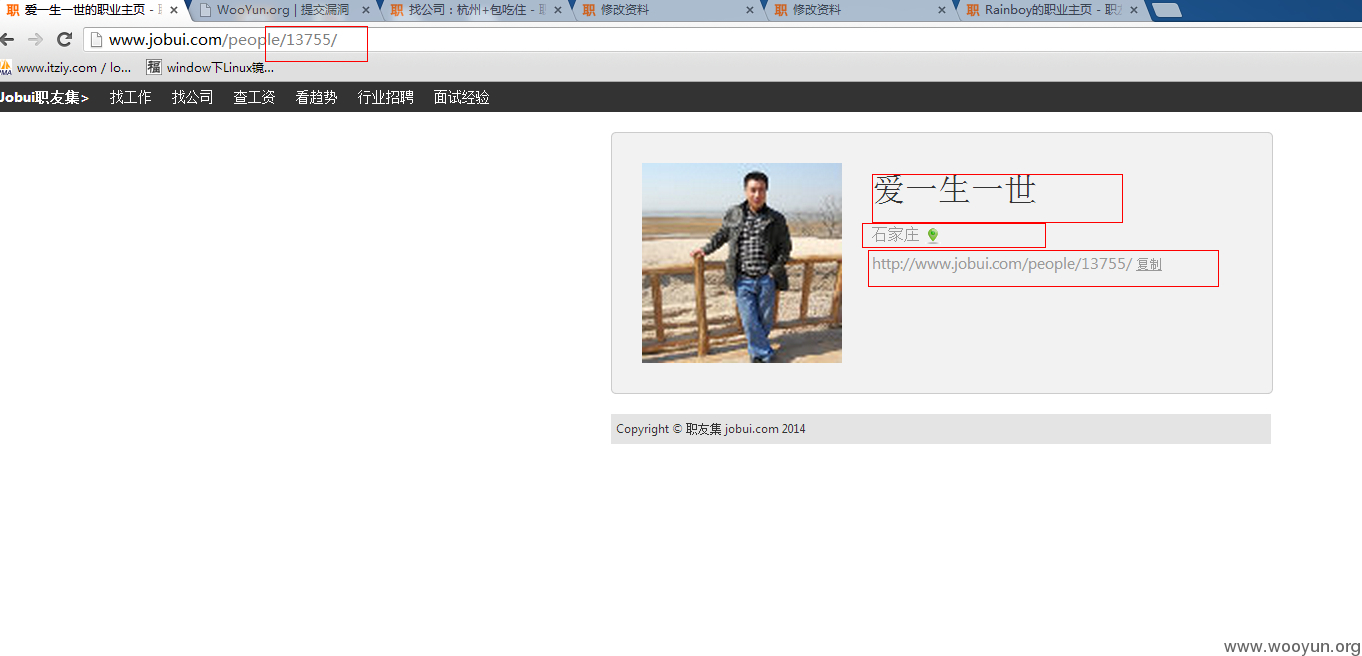 职 爱一生一世的职业主页 - WooYun.org | 提交漏洞 职 找公司：杭州+包吃住 - 职 修改资料 职 修改资料 职 Rainboy的职业主页 - 职
www.jobui.com/people/13755/
www.itziy.com / lo... 福 window下Linux镜...
Jobui职友集> 找工作 找公司 查工资 看趋势 行业招聘 面试经验
爱一生一世
石家庄
http://www.jobui.com/people/13755/ 复制
Copyright © 职友集 jobui.com 2014
www.wooyun.org